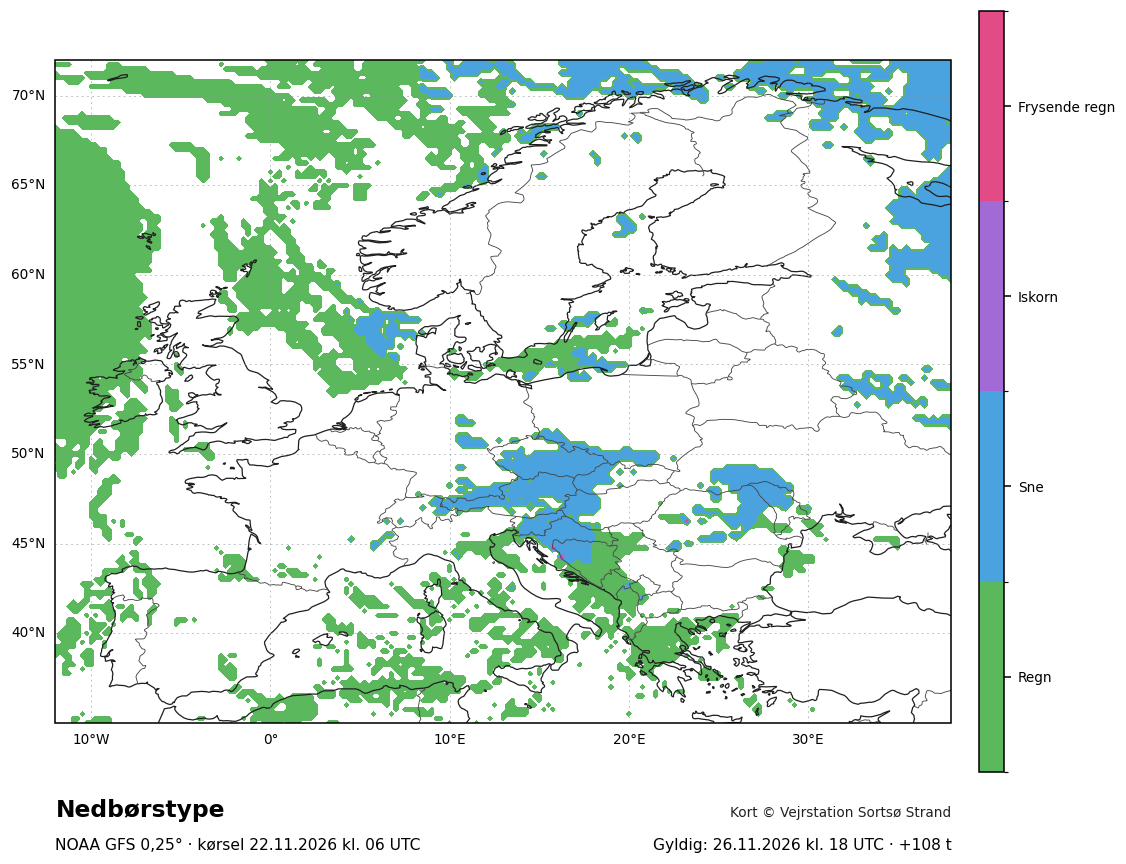 70°N
65°N
60°N
55°N
50°N
45°N
40°N
10°W
0°
10°E
20°E
30°E
Frysende regn
Iskorn
Sne
Regn
Nedbørstype
Kort © Vejrstation Sortsø Strand
NOAA GFS 0,25° · kørsel 22.11.2026 kl. 06 UTC
Gyldig: 26.11.2026 kl. 18 UTC · +108 t